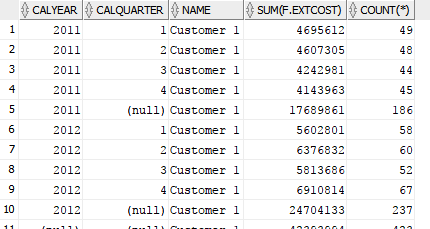 CALYEAR CALQUARTER NAME SUM(F.EXTCOST) COUNT(*)
1 2011 1 Customer 1 4695612 49
2 2011 2 Customer 1 4607305 48
3 2011 3 Customer 1 4242981 44
4 2011 4 Customer 1 4143963 45
5 2011 (null) Customer 1 17689861 186
6 2012 1 Customer 1 5602801 58
7 2012 2 Customer 1 6376832 60
8 2012 3 Customer 1 5813686 52
9 2012 4 Customer 1 6910814 67
10 2012 (null) Customer 1 24704133 237